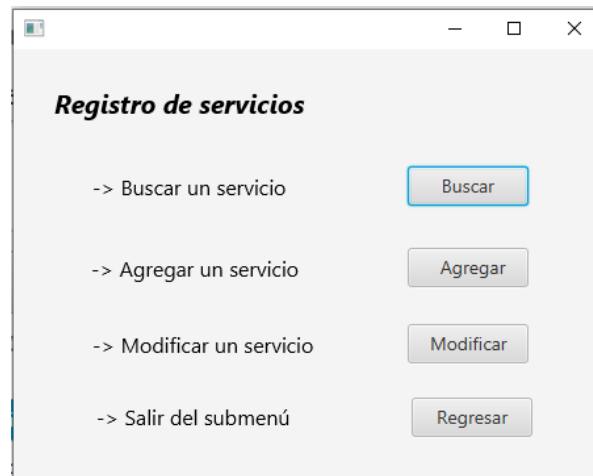 Registro de servicios
-> Buscar un servicio Buscar
-> Agregar un servicio Agregar
-> Modificar un servicio Modificar
-> Salir del submenú Regresar